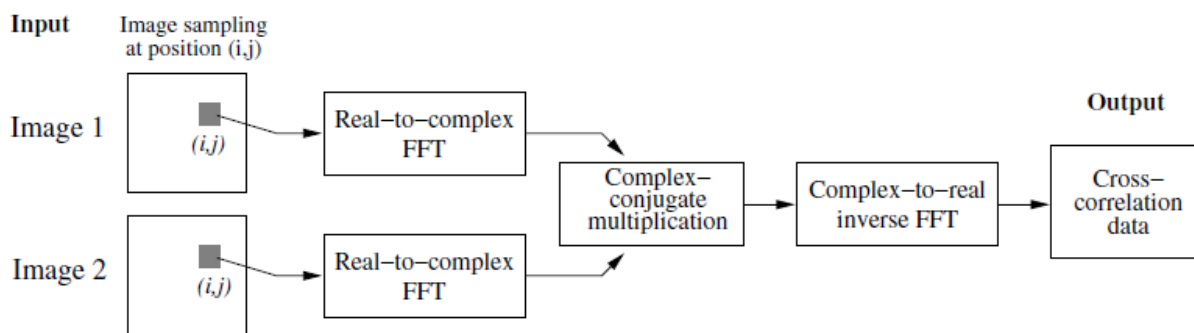 Input
Image sampling
at position (i,j)
Image 1
(i,j)
Real−to−complex
FFT
Image 2
(i,j)
Real−to−complex
FFT
Complex−
conjugate
multiplication
Complex−to−real
inverse FFT
Output
Cross−
correlation
data